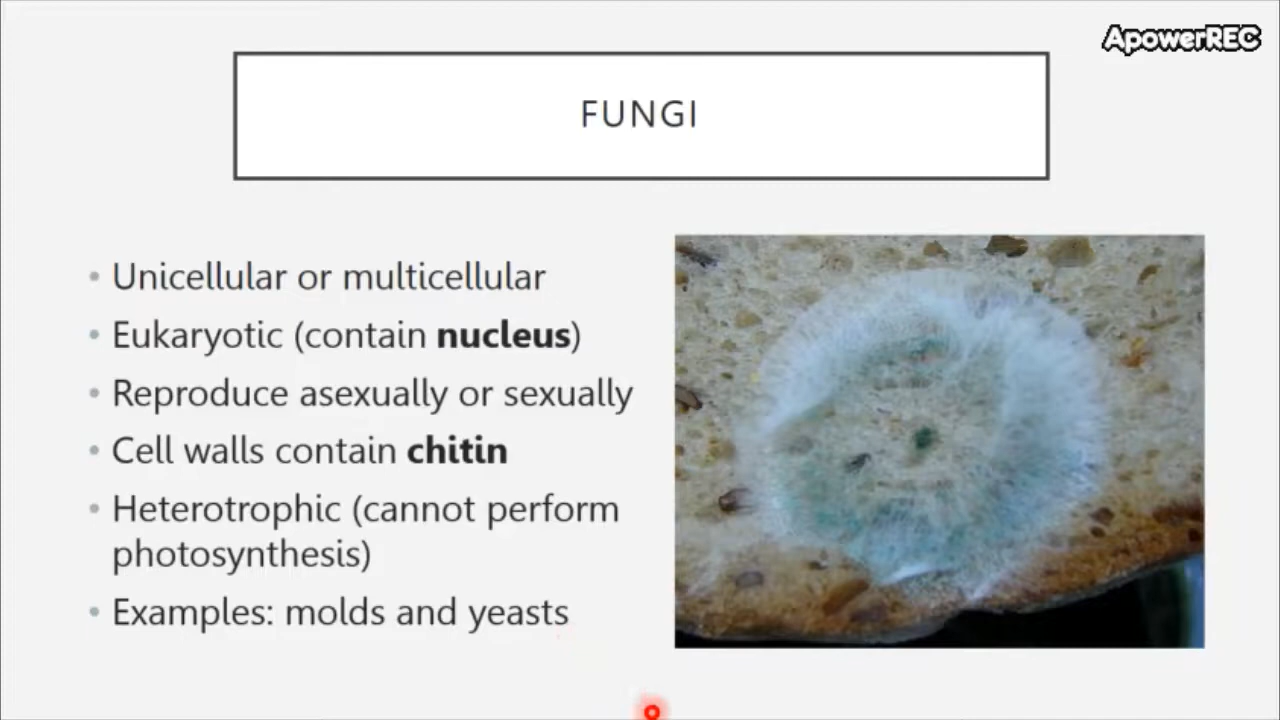 ApowerREC
FUNGI
• Unicellular or multicellular
• Eukaryotic (contain nucleus)
• Reproduce asexually or sexually
• Cell walls contain chitin
• Heterotrophic (cannot perform
photosynthesis)
• Examples: molds and yeasts